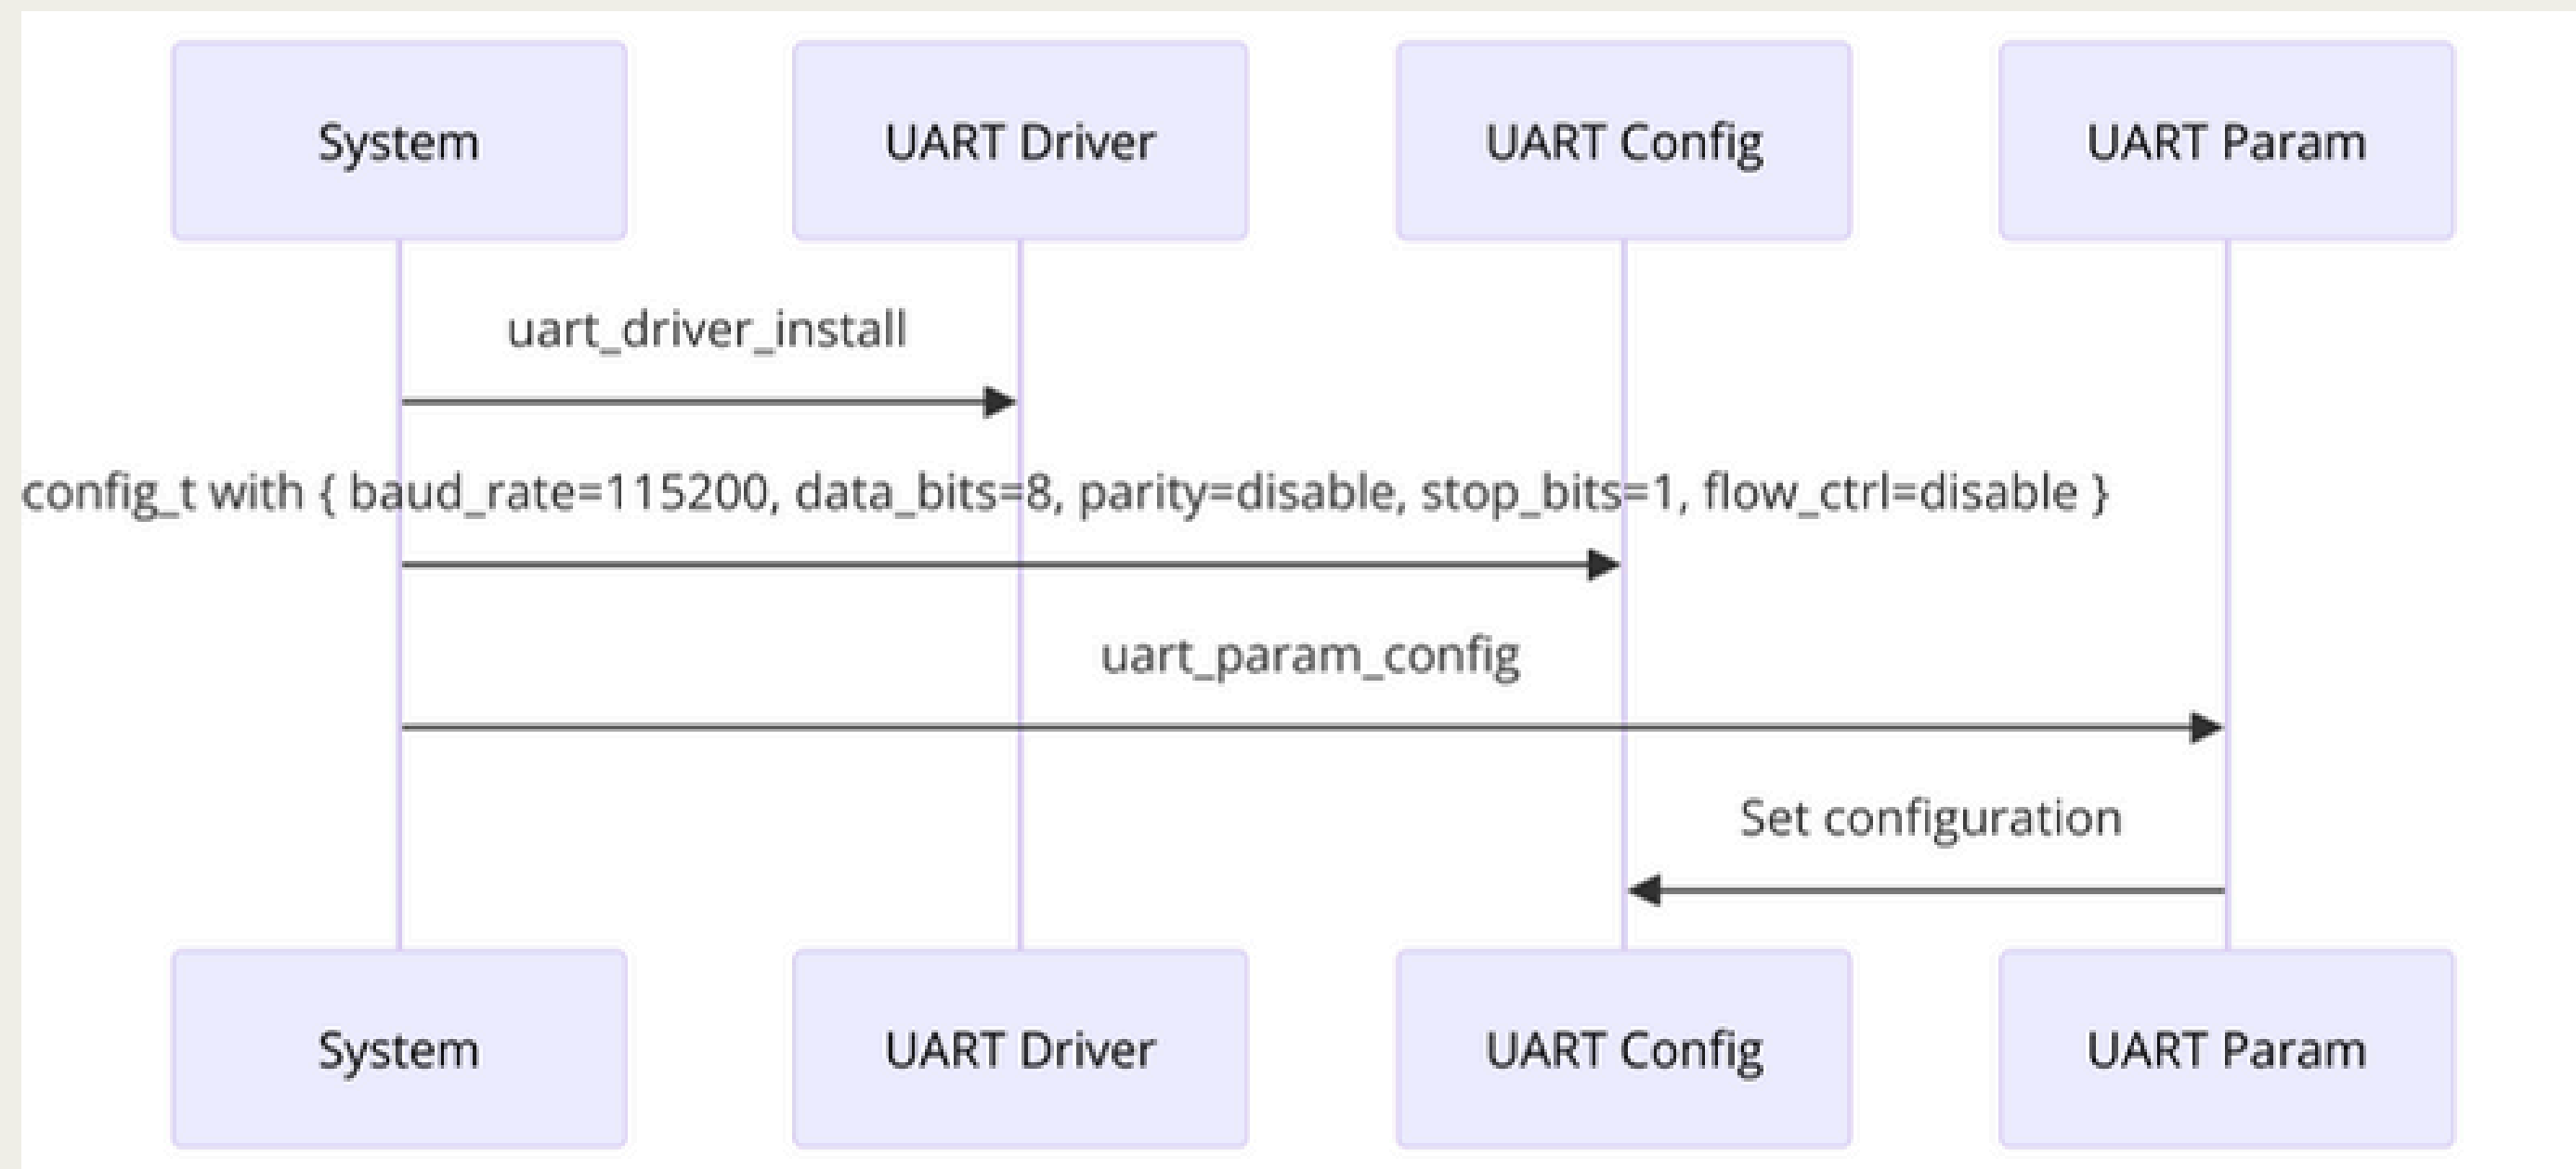 System
UART Driver
UART Config
UART Param
uart_driver_install
config_t with { baud_rate=115200, data_bits=8, parity=disable, stop_bits=1, flow_ctrl=disable }
uart_param_config
Set configuration
System
UART Driver
UART Config
UART Param